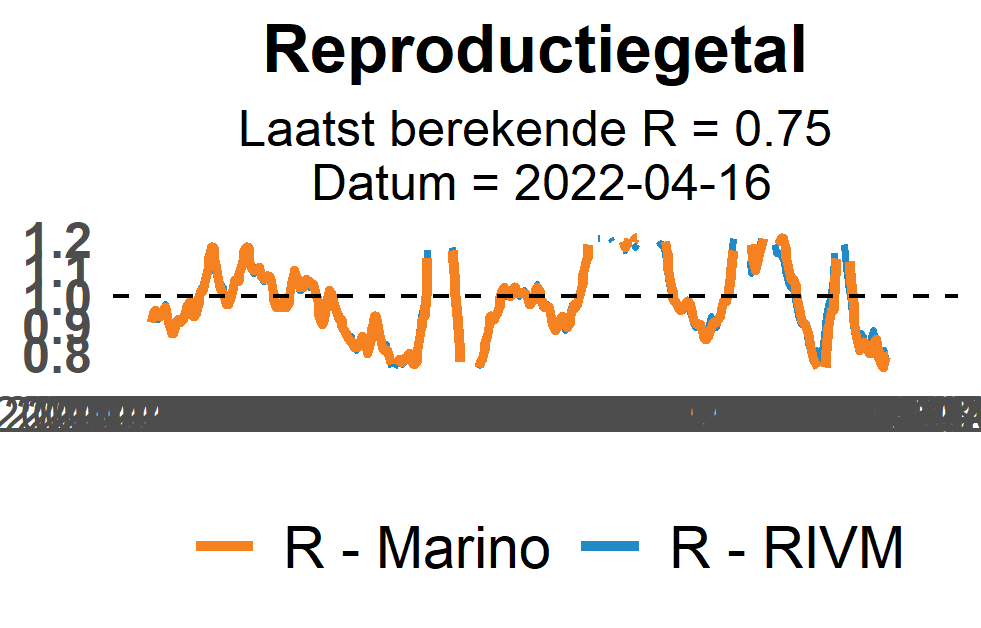 Reproductiegetal
Laatst berekende R = 0.75
Datum = 2022-04-16
1.2
1.1
1.0
0.9
0.8
R - Marino
R - RIVM